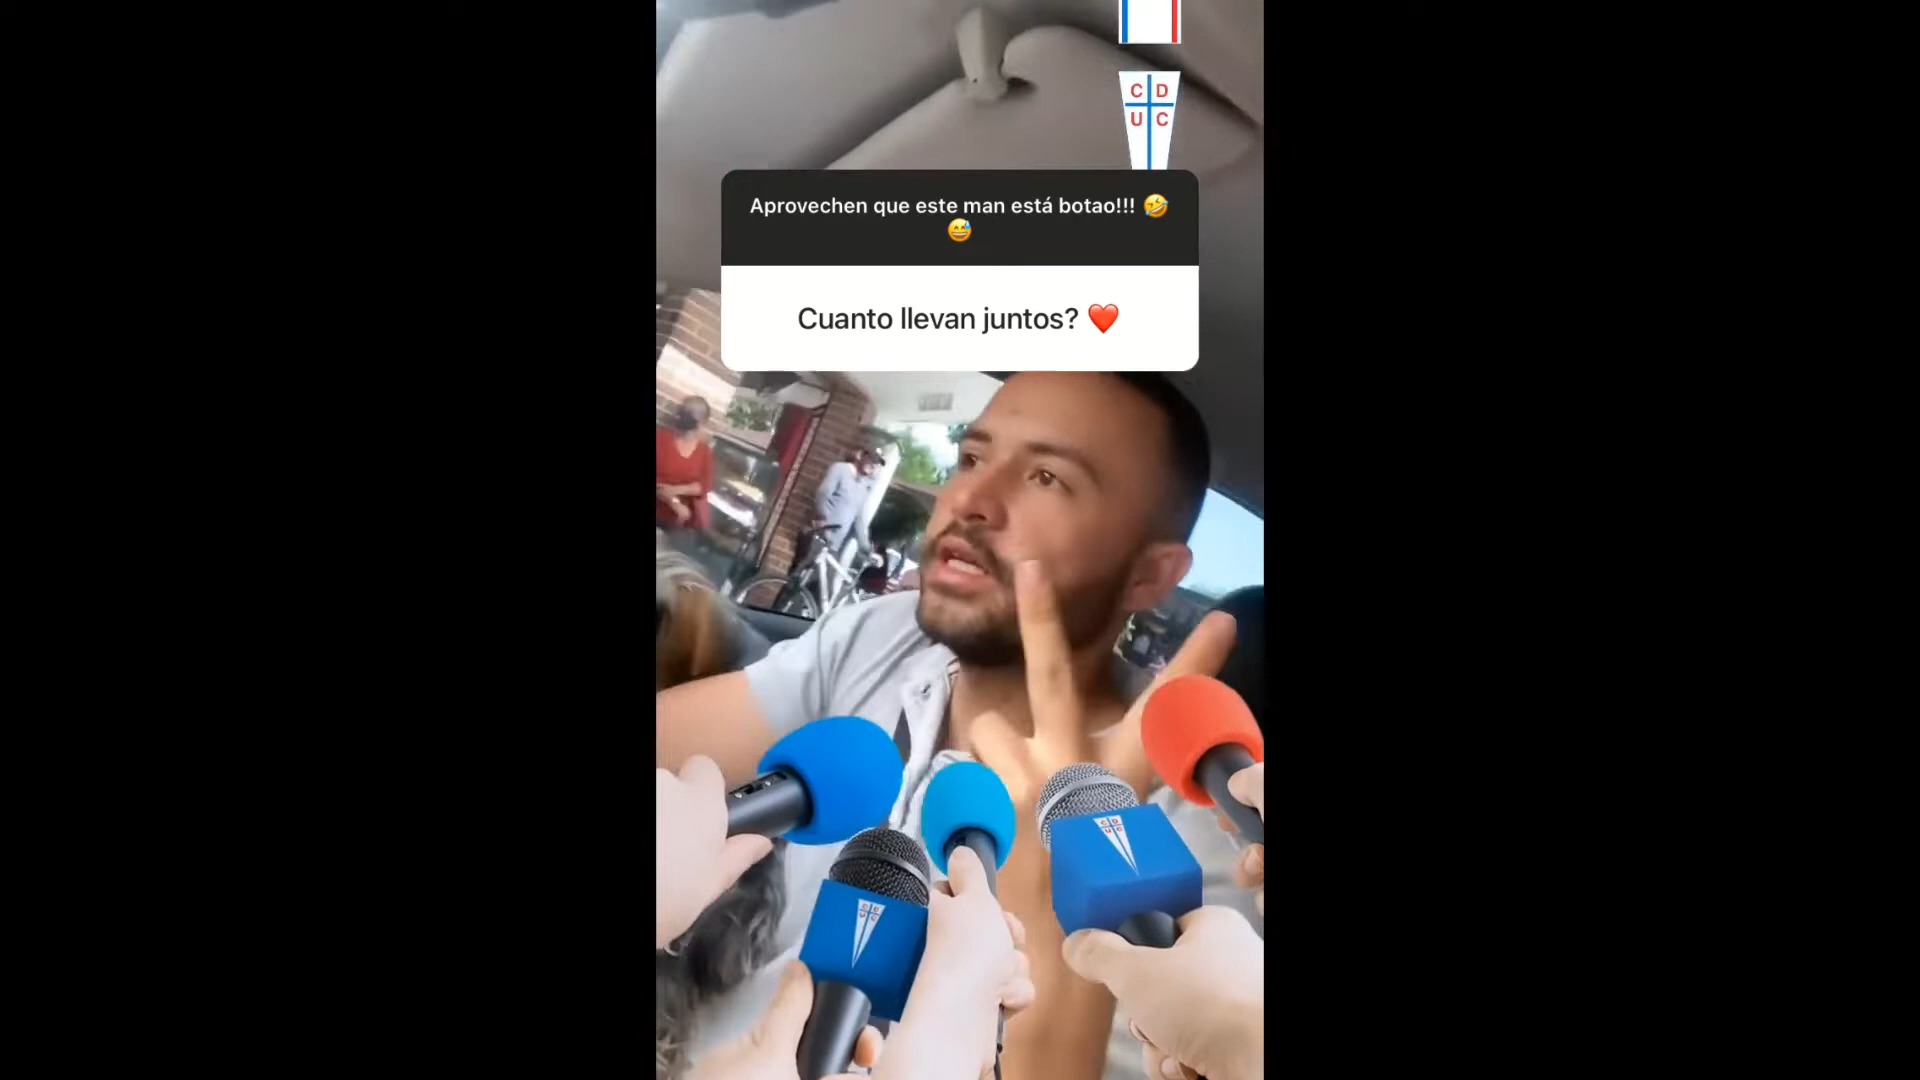 C D
U C
Aprovechen que este man está botao!!! 🤣
😅
Cuanto llevan juntos? ❤️
C D
U C
C D
U C